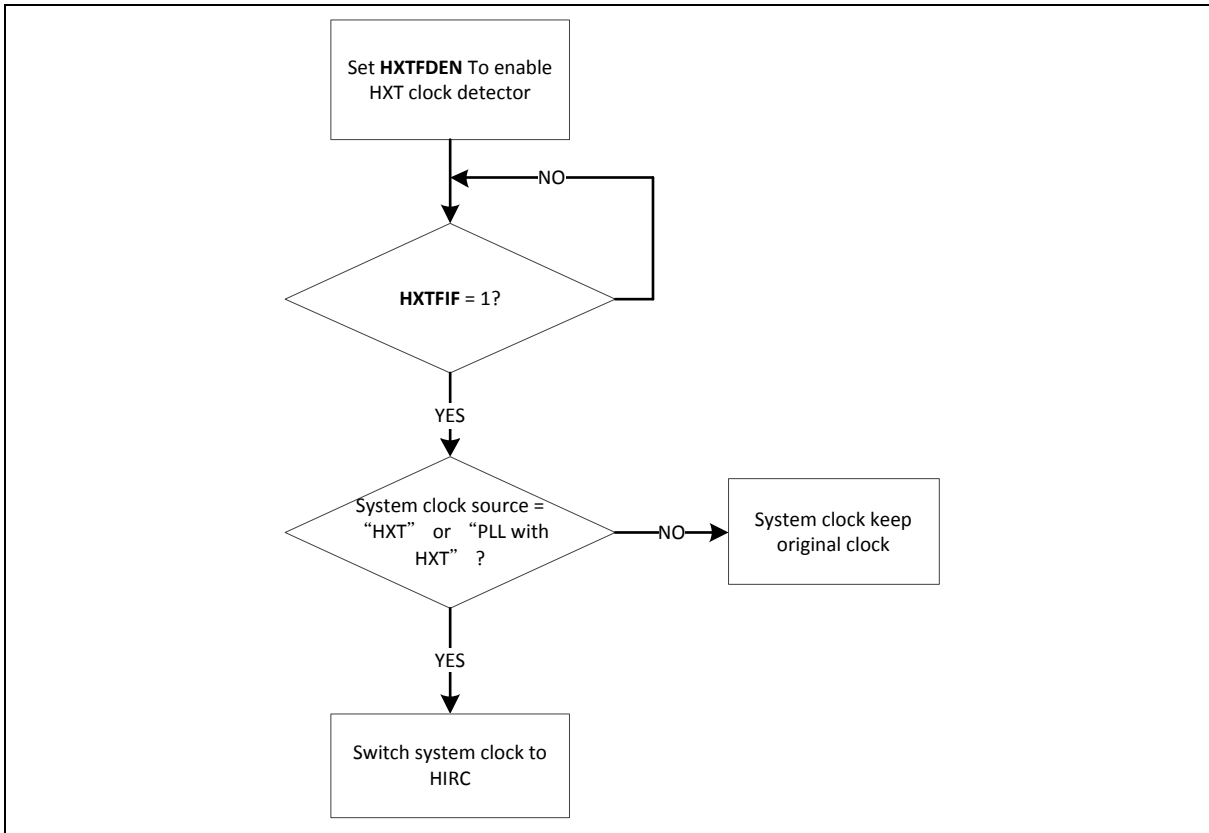 Set HXTFDEN To enable
HXT clock detector
NO
HXTFIF = 1?
YES
System clock source =
“HXT” or “PLL with
HXT” ?
NO
System clock keep
original clock
YES
Switch system clock to
HIRC